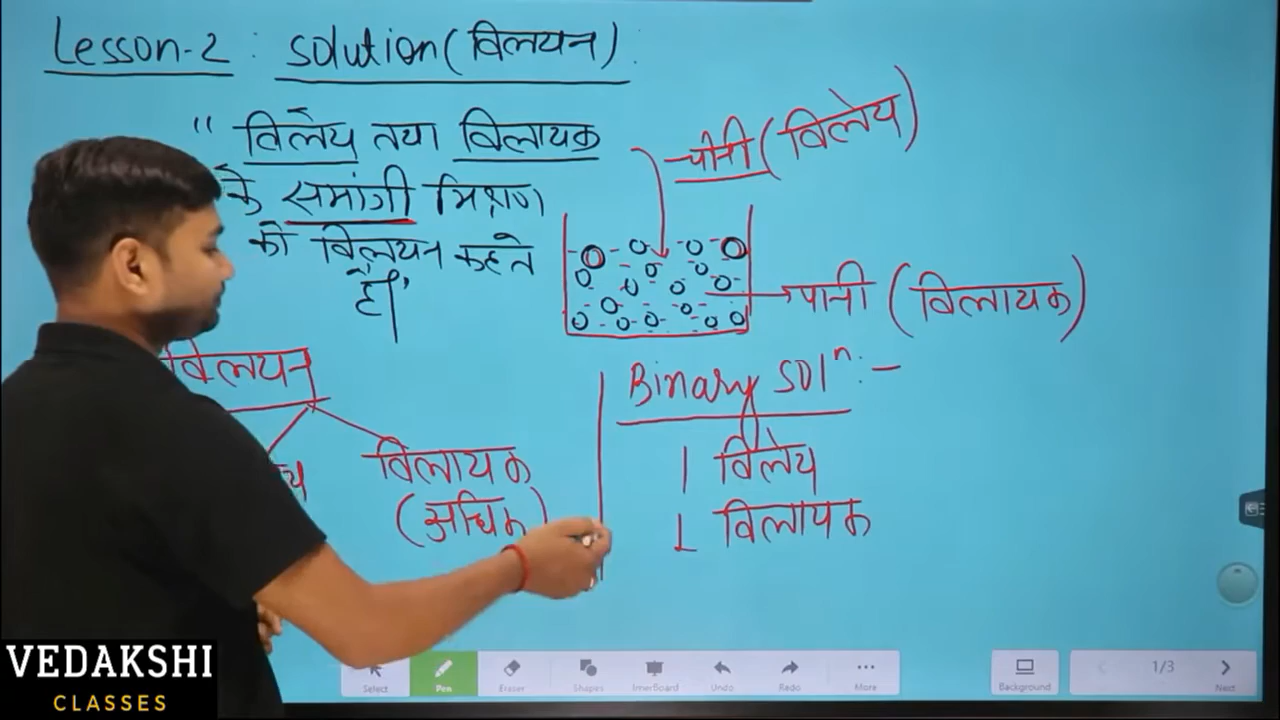 Lesson-2 : Solution (विलयन)
" विलेय तथा विलायक
के समांगी मिश्रण
को विलयन कहते
हैं"
चीनी (विलेय)
पानी (विलायक)
विलयन
विलायक
(अधिक)
Binary solⁿ:-
1 विलेय
1 विलायक
VEDAKSHI
CLASSES
Select
Pen
Eraser
Shapes
ImerBoard
Undo
Redo
More
Background
1/3
Next